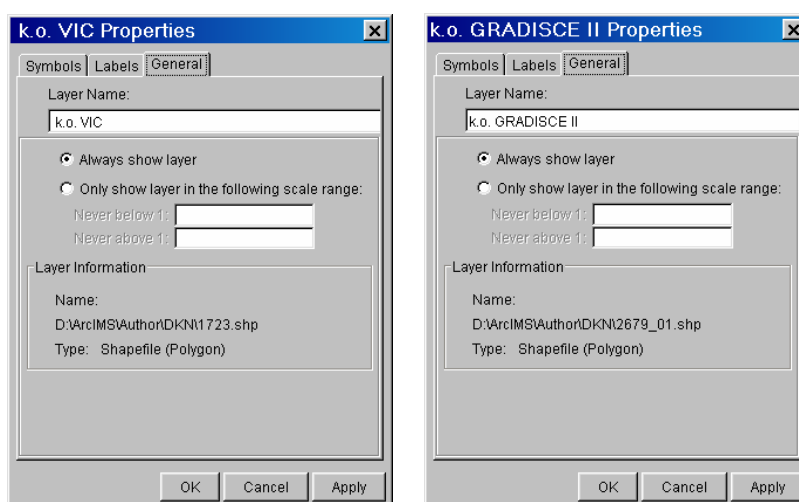 k.o. VIC Properties
Symbols Labels General
Layer Name:
k.o. VIC
Always show layer
Only show layer in the following scale range:
Never below 1:
Never above 1:
Layer Information
Name:
D:\ArcIMS\Author\DKN\1723.shp
Type: Shapefile (Polygon)
OK Cancel Apply
k.o. GRADISCE II Properties
Symbols Labels General
Layer Name:
k.o. GRADISCE II
Always show layer
Only show layer in the following scale range:
Never below 1:
Never above 1:
Layer Information
Name:
D:\ArcIMS\Author\DKN\2679_01.shp
Type: Shapefile (Polygon)
OK Cancel Apply